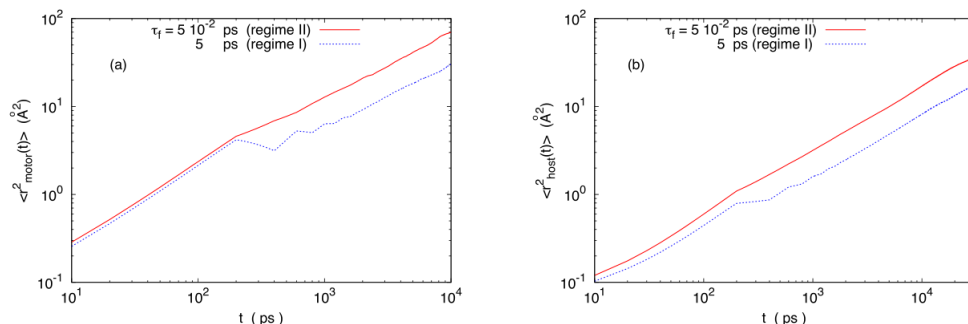 τf = 5 10-2 ps (regime II)
5 ps (regime I)
(a)
<r2motor(t)> (Å2)
102
101
100
10-1
101
102
103
104
t ( ps )
τf = 5 10-2 ps (regime II)
5 ps (regime I)
(b)
<r2host(t)> (Å2)
102
101
100
10-1
101
102
103
104
t ( ps )